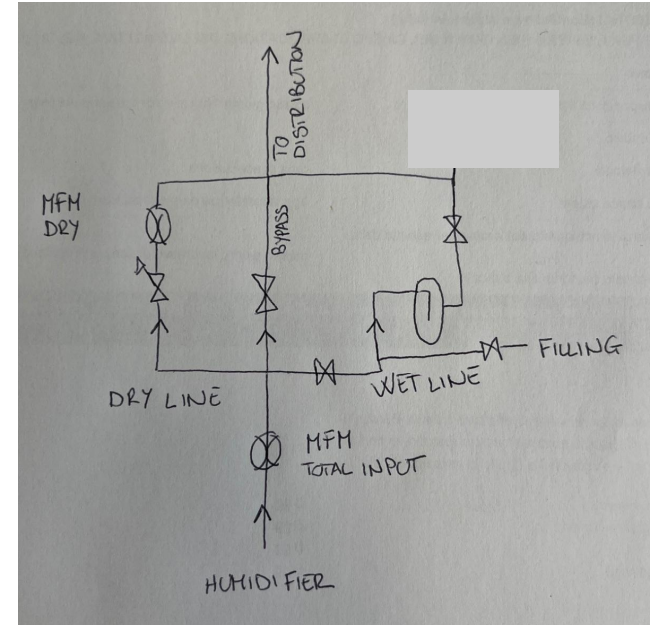 TO
DISTRIBUTION
MFM
DRY
BYPASS
FILLING
DRY LINE
WET LINE
MFM
TOTAL INPUT
HUMIDIFIER